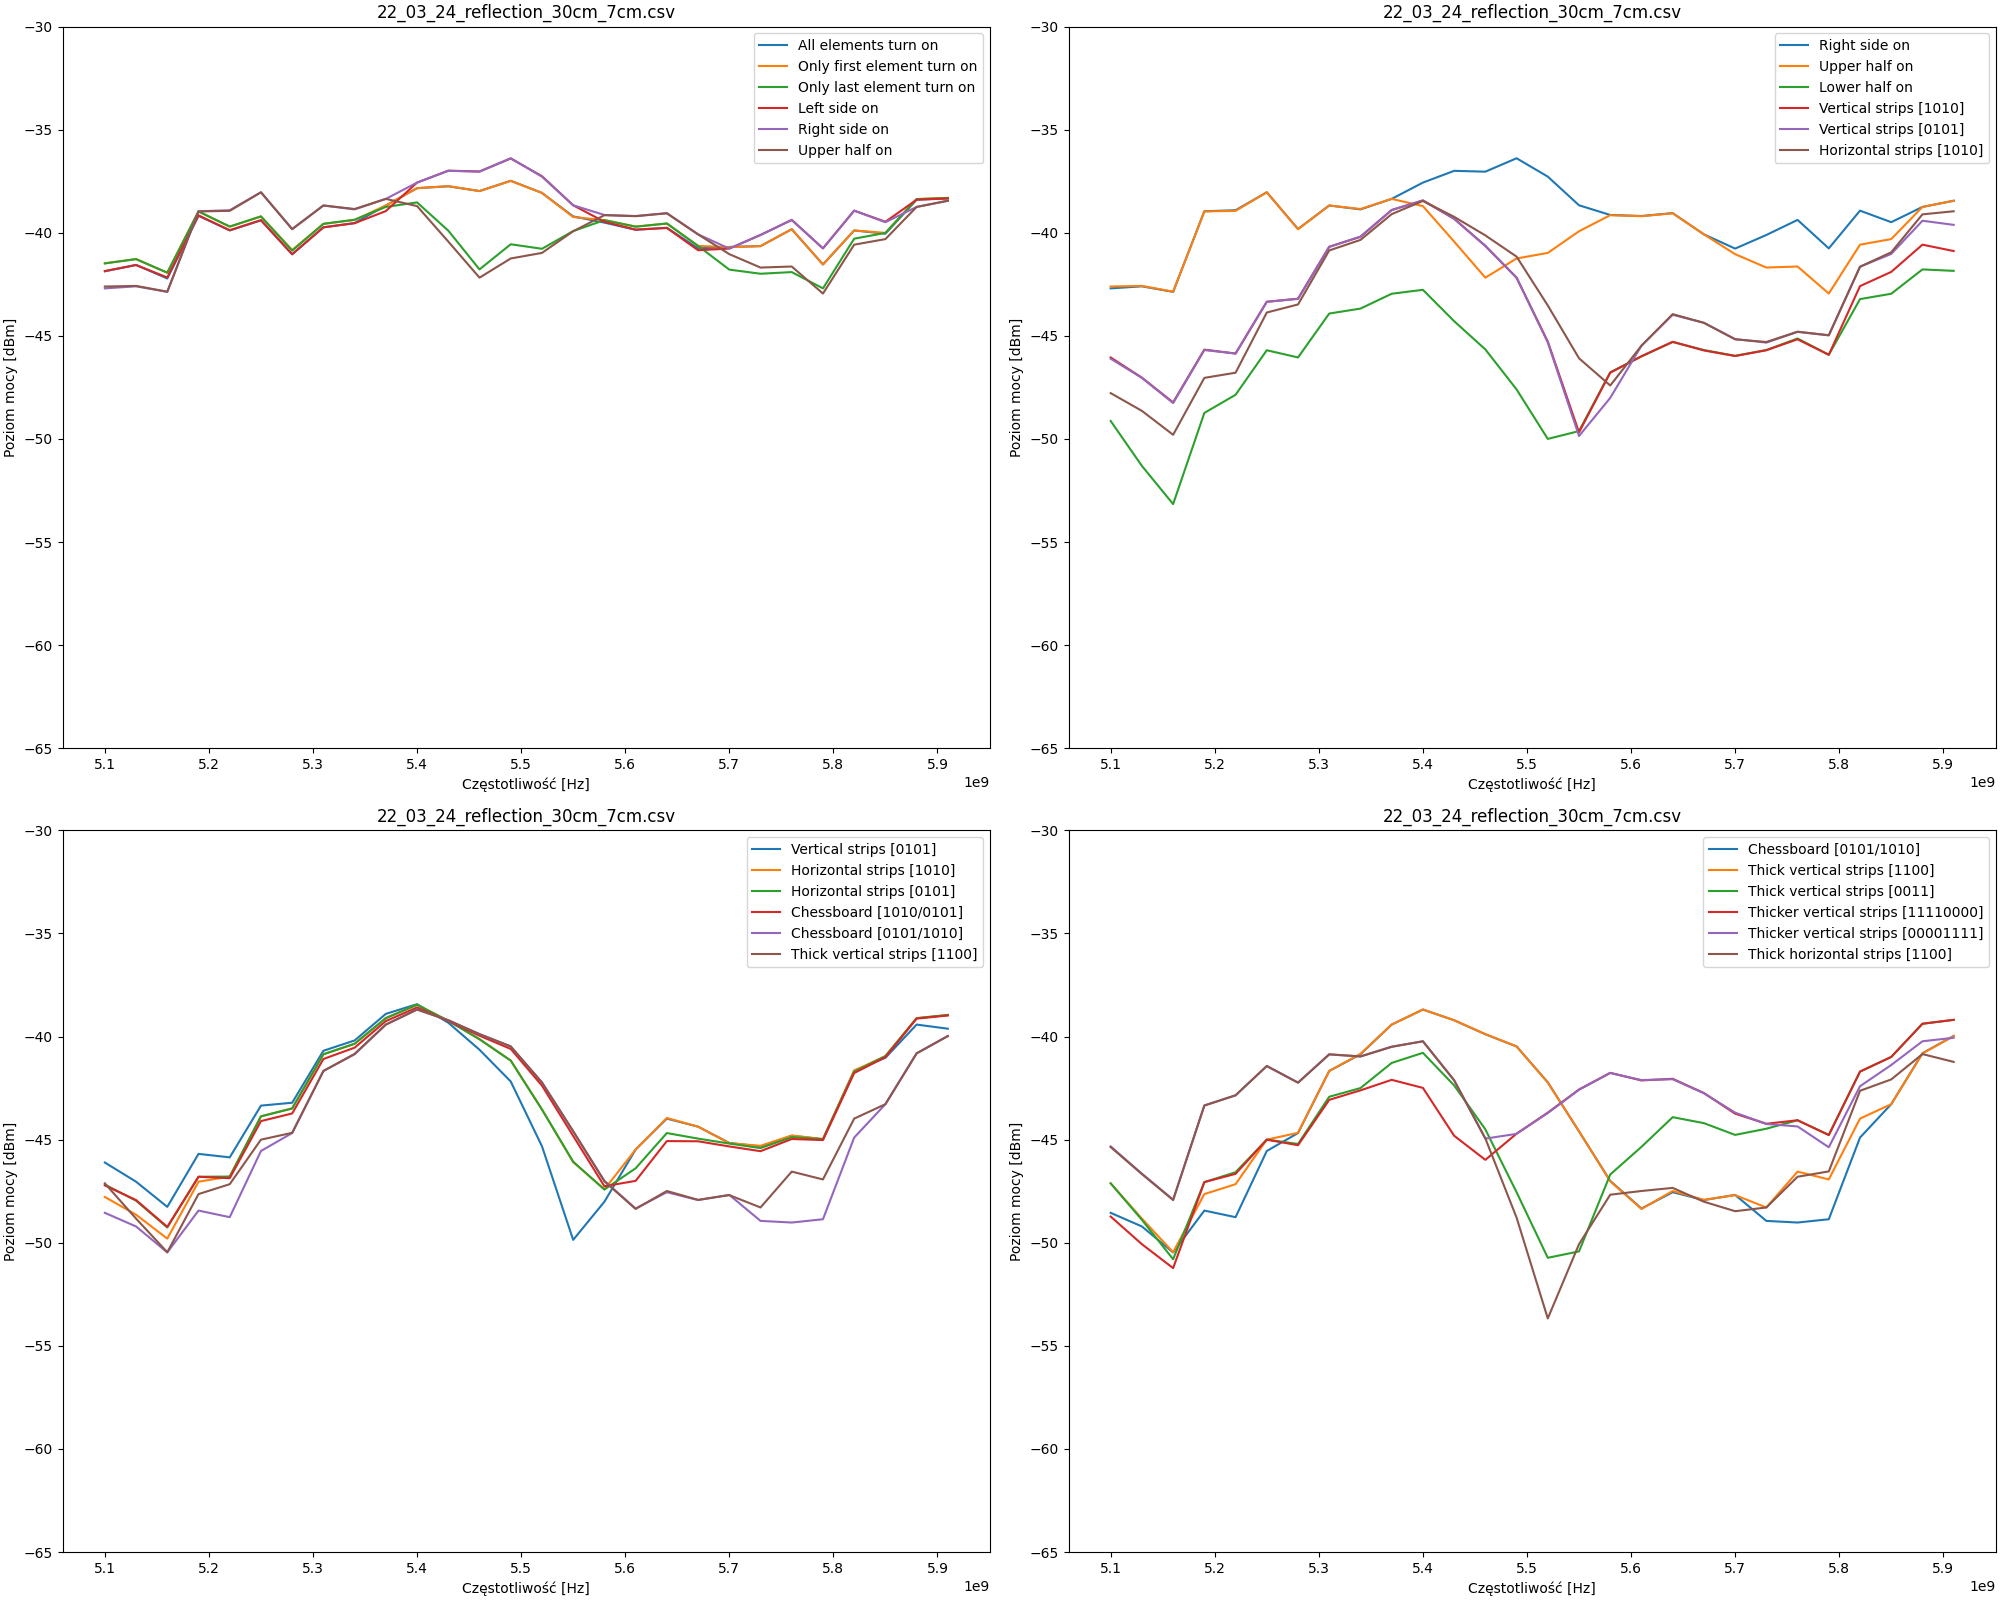 22_03_24_reflection_30cm_7cm.csv
−30
−35
−40
−45
−50
−55
−60
−65
Poziom mocy [dBm]
All elements turn on
Only first element turn on
Only last element turn on
Left side on
Right side on
Upper half on
5.1 5.2 5.3 5.4 5.5 5.6 5.7 5.8 5.9
1e9
Częstotliwość [Hz]
22_03_24_reflection_30cm_7cm.csv
−30
−35
−40
−45
−50
−55
−60
−65
Poziom mocy [dBm]
Right side on
Upper half on
Lower half on
Vertical strips [1010]
Vertical strips [0101]
Horizontal strips [1010]
5.1 5.2 5.3 5.4 5.5 5.6 5.7 5.8 5.9
1e9
Częstotliwość [Hz]
22_03_24_reflection_30cm_7cm.csv
−30
−35
−40
−45
−50
−55
−60
−65
Poziom mocy [dBm]
Vertical strips [0101]
Horizontal strips [1010]
Horizontal strips [0101]
Chessboard [1010/0101]
Chessboard [0101/1010]
Thick vertical strips [1100]
5.1 5.2 5.3 5.4 5.5 5.6 5.7 5.8 5.9
1e9
Częstotliwość [Hz]
22_03_24_reflection_30cm_7cm.csv
−30
−35
−40
−45
−50
−55
−60
−65
Poziom mocy [dBm]
Chessboard [0101/1010]
Thick vertical strips [1100]
Thick vertical strips [0011]
Thicker vertical strips [11110000]
Thicker vertical strips [00001111]
Thick horizontal strips [1100]
5.1 5.2 5.3 5.4 5.5 5.6 5.7 5.8 5.9
1e9
Częstotliwość [Hz]